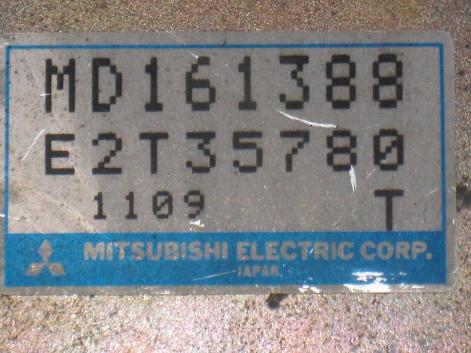 MD161388
E2T35780
1109 T
MITSUBISHI ELECTRIC CORP.
JAPAN